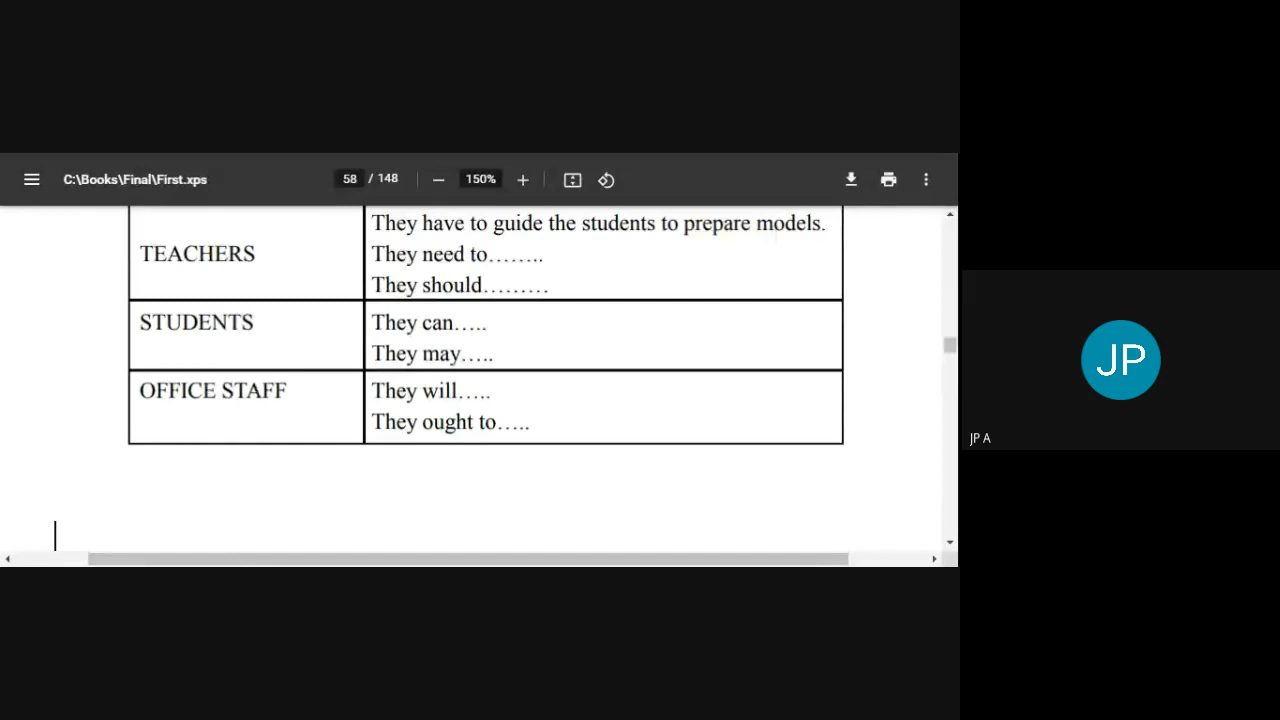 C:\Books\Final\First.xps
58 / 148
150%
They have to guide the students to prepare models.
TEACHERS
They need to……..
They should………
STUDENTS
They can…..
They may…..
OFFICE STAFF
They will…..
They ought to…..
JP
JP A